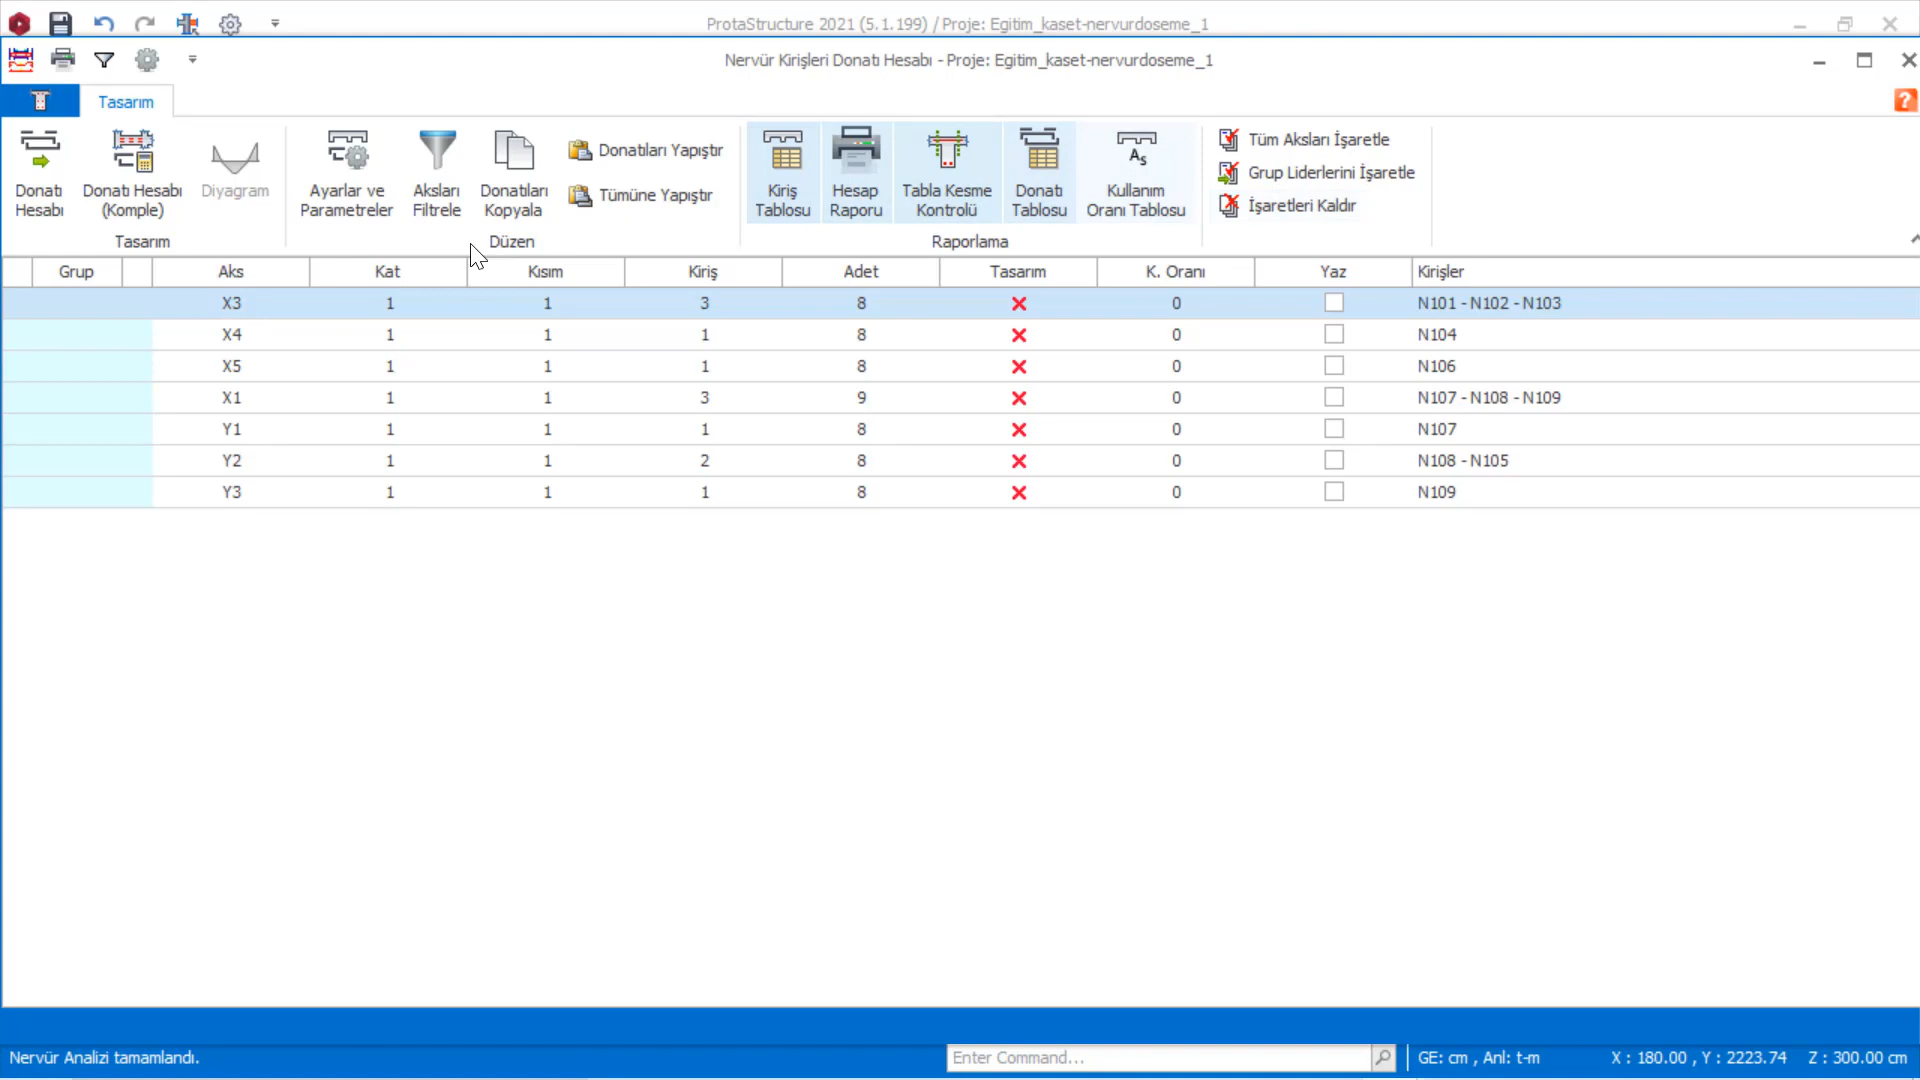 ProtaStructure 2021 (5.1.199) / Proje: Egitim_kaset-nervurdoseme_1
Nervür Kirişleri Donatı Hesabı - Proje: Egitim_kaset-nervurdoseme_1
Tasarım
Donatı Hesabı
Donatı Hesabı (Komple)
Diyagram
Tasarım
Ayarlar ve Parametreler
Aksları Filtrele
Donatıları Kopyala
Donatıları Yapıştır
Tümüne Yapıştır
Düzen
Kiriş Tablosu
Hesap Raporu
Tabla Kesme Kontrolü
Donatı Tablosu
As
Kullanım Oranı Tablosu
Raporlama
Tüm Aksları İşaretle
Grup Liderlerini İşaretle
İşaretleri Kaldır
Grup Aks Kat Kısım Kiriş Adet Tasarım K. Oranı Yaz Kirişler
X3 1 1 3 8 0 N101 - N102 - N103
X4 1 1 1 8 0 N104
X5 1 1 1 8 0 N106
X1 1 1 3 9 0 N107 - N108 - N109
Y1 1 1 1 8 0 N107
Y2 1 1 2 8 0 N108 - N105
Y3 1 1 1 8 0 N109
Nervür Analizi tamamlandı.
Enter Command...
GE: cm , Anl: t-m
X : 180.00 , Y : 2223.74 Z : 300.00 cm